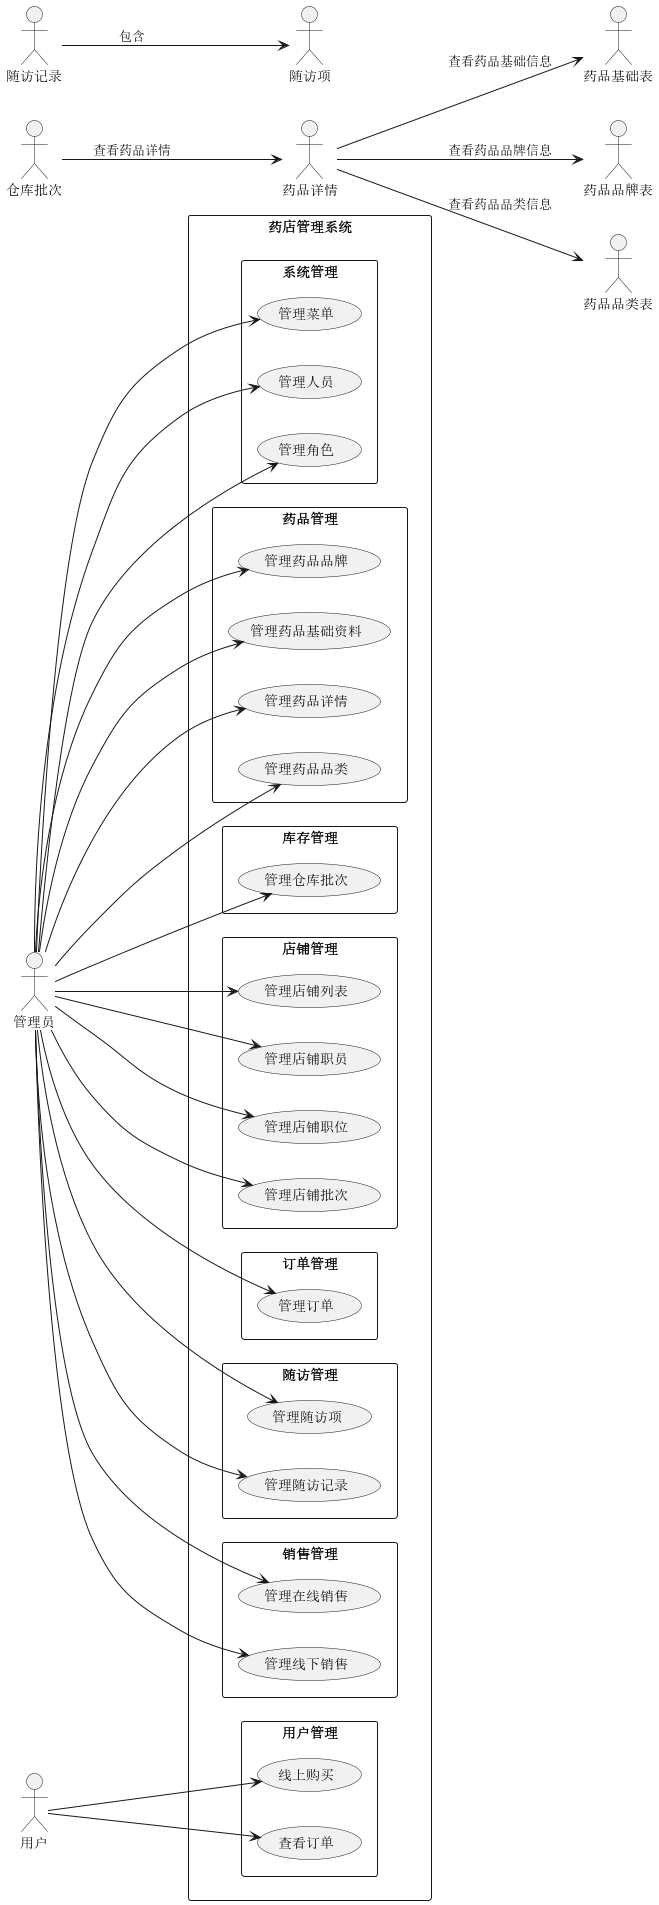 包含
随访记录
随访项
查看药品基础信息
药品基础表
查看药品详情
仓库批次
药品详情
查看药品品牌信息
药品品牌表
查看药品品类信息
药品品类表
药店管理系统
系统管理
管理菜单
管理人员
管理角色
药品管理
管理药品品牌
管理药品基础资料
管理药品详情
管理药品品类
库存管理
管理仓库批次
店铺管理
管理店铺列表
管理员
管理店铺职员
管理店铺职位
管理店铺批次
订单管理
管理订单
随访管理
管理随访项
管理随访记录
销售管理
管理在线销售
管理线下销售
用户管理
线上购买
用户
查看订单